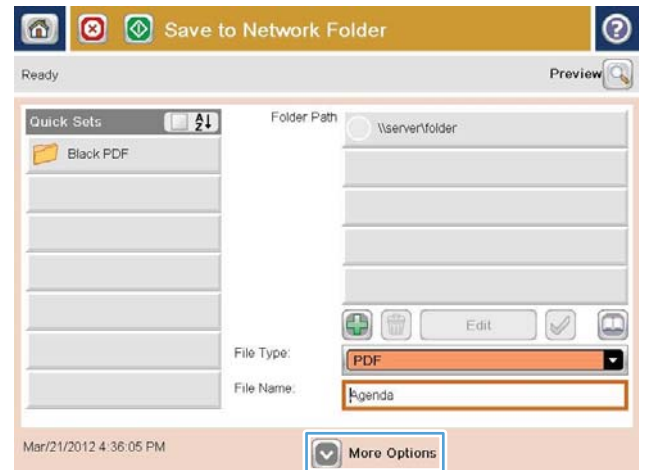 Save to Network Folder
Ready
Preview
Quick Sets
A
Z
Folder Path
\\server\folder
Black PDF
Edit
File Type:
PDF
File Name:
Agenda
Mar/21/2012 4:36:05 PM
More Options